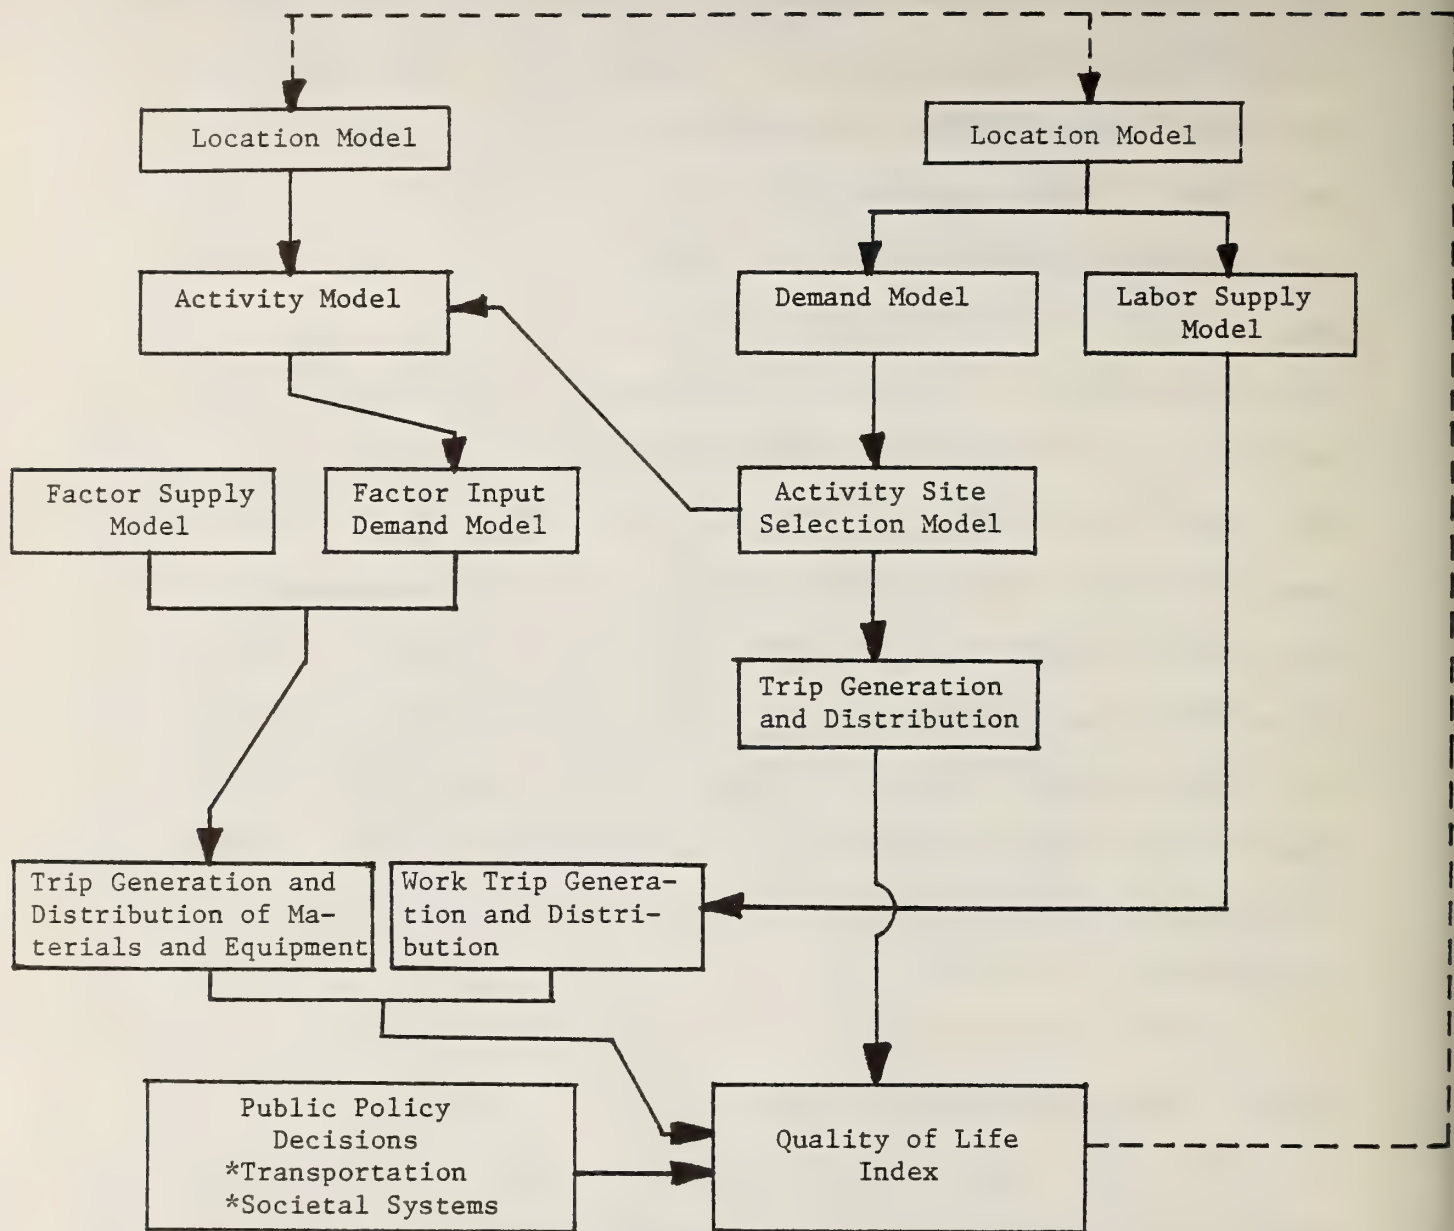 Location Model
Location Model
Activity Model
Demand Model
Labor Supply
Model
Factor Supply
Model
Factor Input
Demand Model
Activity Site
Selection Model
Trip Generation
and Distribution
Trip Generation and
Distribution of Ma-
terials and Equipment
Work Trip Genera-
tion and Distri-
bution
Public Policy
Decisions
*Transportation
*Societal Systems
Quality of Life
Index